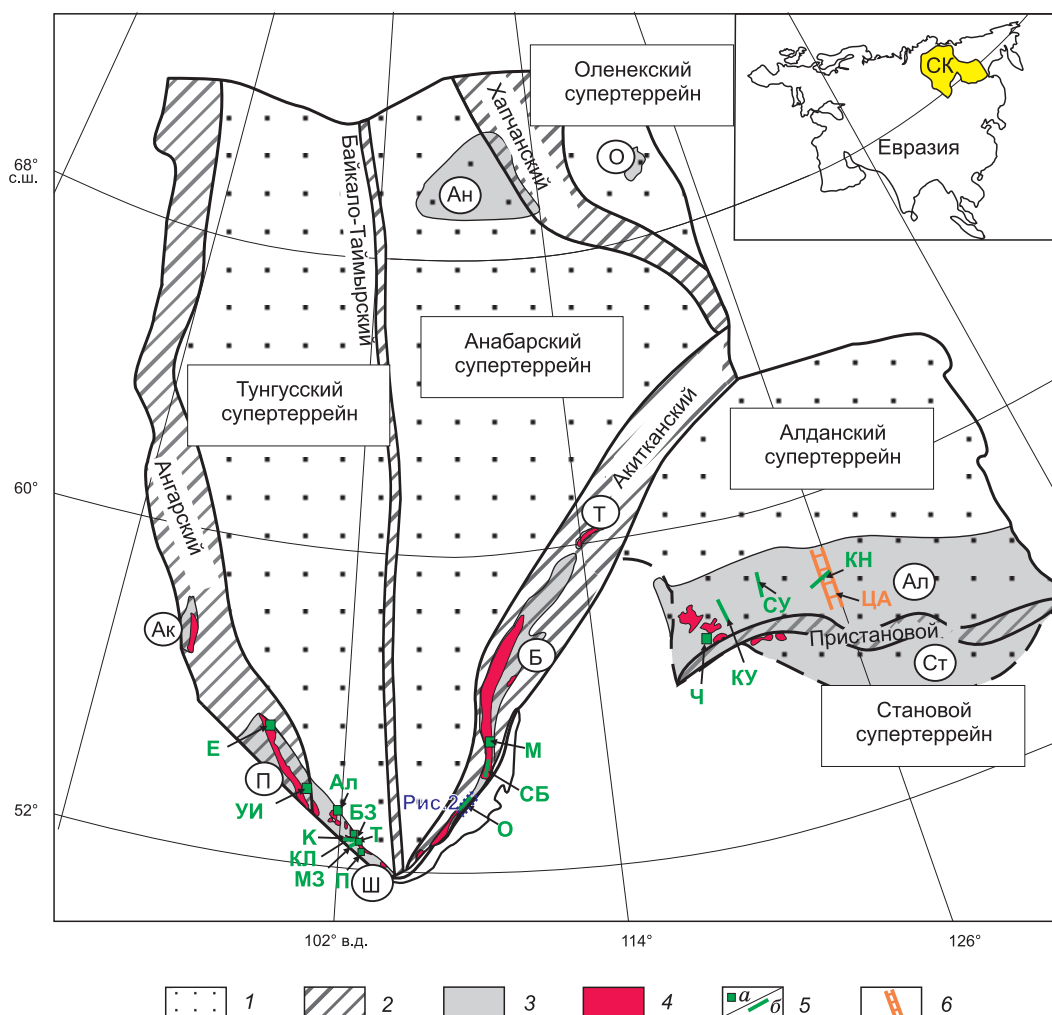 Оленекский
супертеррейн
СК
Евразия
68°
с.ш.
Хапчанский
О
Ан
Байкало-Таймырский
Анабарский
супертеррейн
Тунгусский
супертеррейн
Алданский
супертеррейн
Акитканский
60°
Ангарский
Т
КН
Ал
СУ
ЦА
Ак
Пристановой
Б
Ст
Ч
КУ
Становой
супертеррейн
Е
М
П
Ал
СБ
УИ
Рис.2
52°
БЗ
О
К
Т
КЛ
МЗ
П
Ш
102° в.д.
114°
126°
1
2
3
4
а
б
5
6